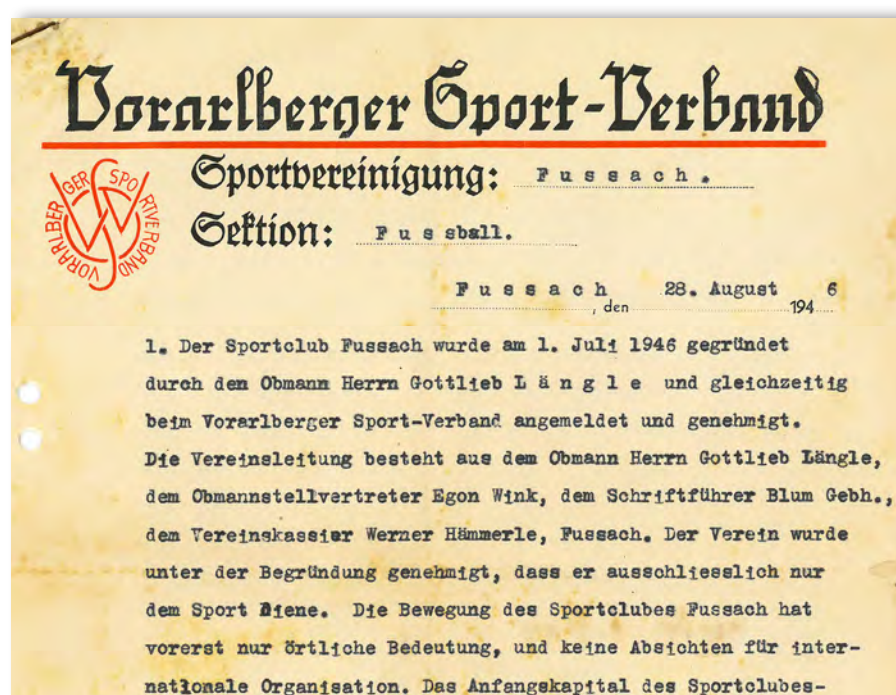 Vorarlberger Sport-Verband
VORARLBERGER SPORTVERBAND
Sportvereinigung: Fussach.
Sektion: Fussball.
Fussach, den 28. August 1946
1. Der Sportclub Fussach wurde am 1. Juli 1946 gegründet
durch den Obmann Herrn Gottlieb L ä n g l e und gleichzeitig
beim Vorarlberger Sport-Verband angemeldet und genehmigt.
Die Vereinsleitung besteht aus dem Obmann Herrn Gottlieb Längle,
dem Obmannstellvertreter Egon Wink, dem Schriftführer Blum Gebh.,
dem Vereinskassier Werner Hämmerle, Fussach. Der Verein wurde
unter der Begründung genehmigt, dass er ausschliesslich nur
dem Sport Diene. Die Bewegung des Sportclubes Fussach hat
vorerst nur örtliche Bedeutung, und keine Absichten für inter-
nationale Organisation. Das Anfangskapital des Sportclubes-